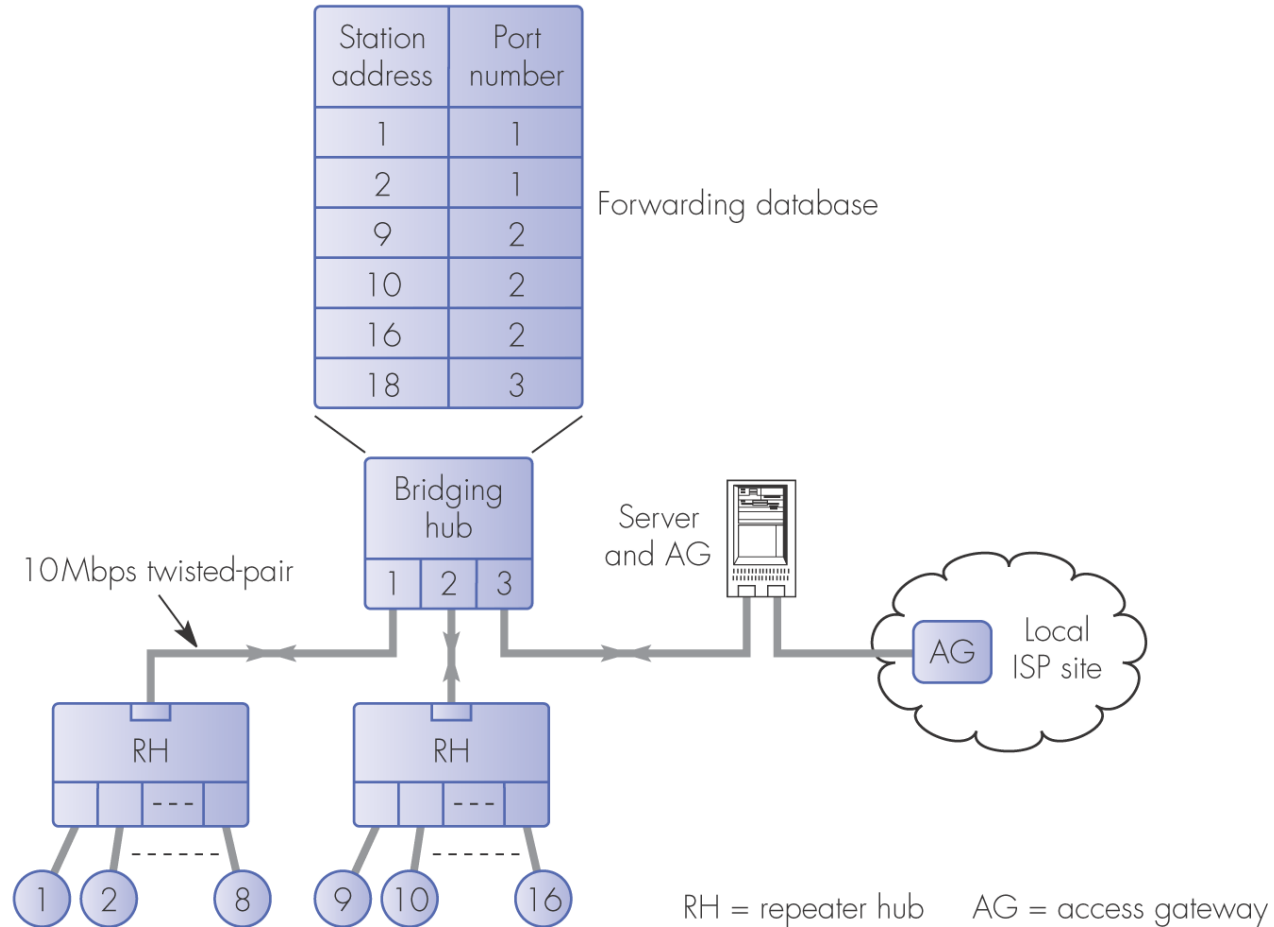 Station address
Port number
1 1
2 1
9 2
10 2
16 2
18 3
Forwarding database
Bridging hub
1 2 3
Server and AG
10Mbps twisted-pair
AG
Local ISP site
RH
RH
1 2 8
9 10 16
RH = repeater hub AG = access gateway